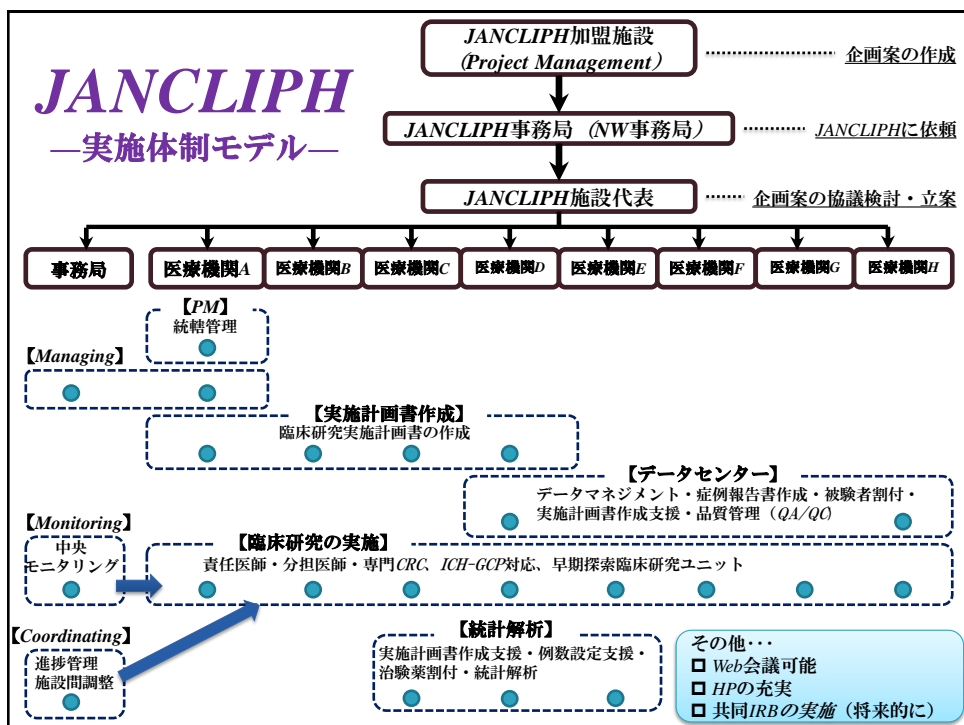 JANCLIPH
―実施体制モデル―
JANCLIPH加盟施設
（Project Management）
………… 企画案の作成
JANCLIPH事務局（NW事務局）
……… JANCLIPHに依頼
JANCLIPH施設代表
……… 企画案の協議検討・立案
事務局 医療機関A 医療機関B 医療機関C 医療機関D 医療機関E 医療機関F 医療機関G 医療機関H
【PM】
統轄管理
【Managing】
【実施計画書作成】
臨床研究実施計画書の作成
【データセンター】
データマネジメント・症例報告書作成・被験者割付・
実施計画書作成支援・品質管理（QA/QC）
【Monitoring】
中央
モニタリング
【臨床研究の実施】
責任医師・分担医師・専門CRC、ICH-GCP対応、早期探索臨床研究ユニット
【Coordinating】
進捗管理
施設間調整
【統計解析】
実施計画書作成支援・例数設定支援・
治験薬割付・統計解析
その他･･･
Web会議可能
HPの充実
共同IRBの実施（将来的に）